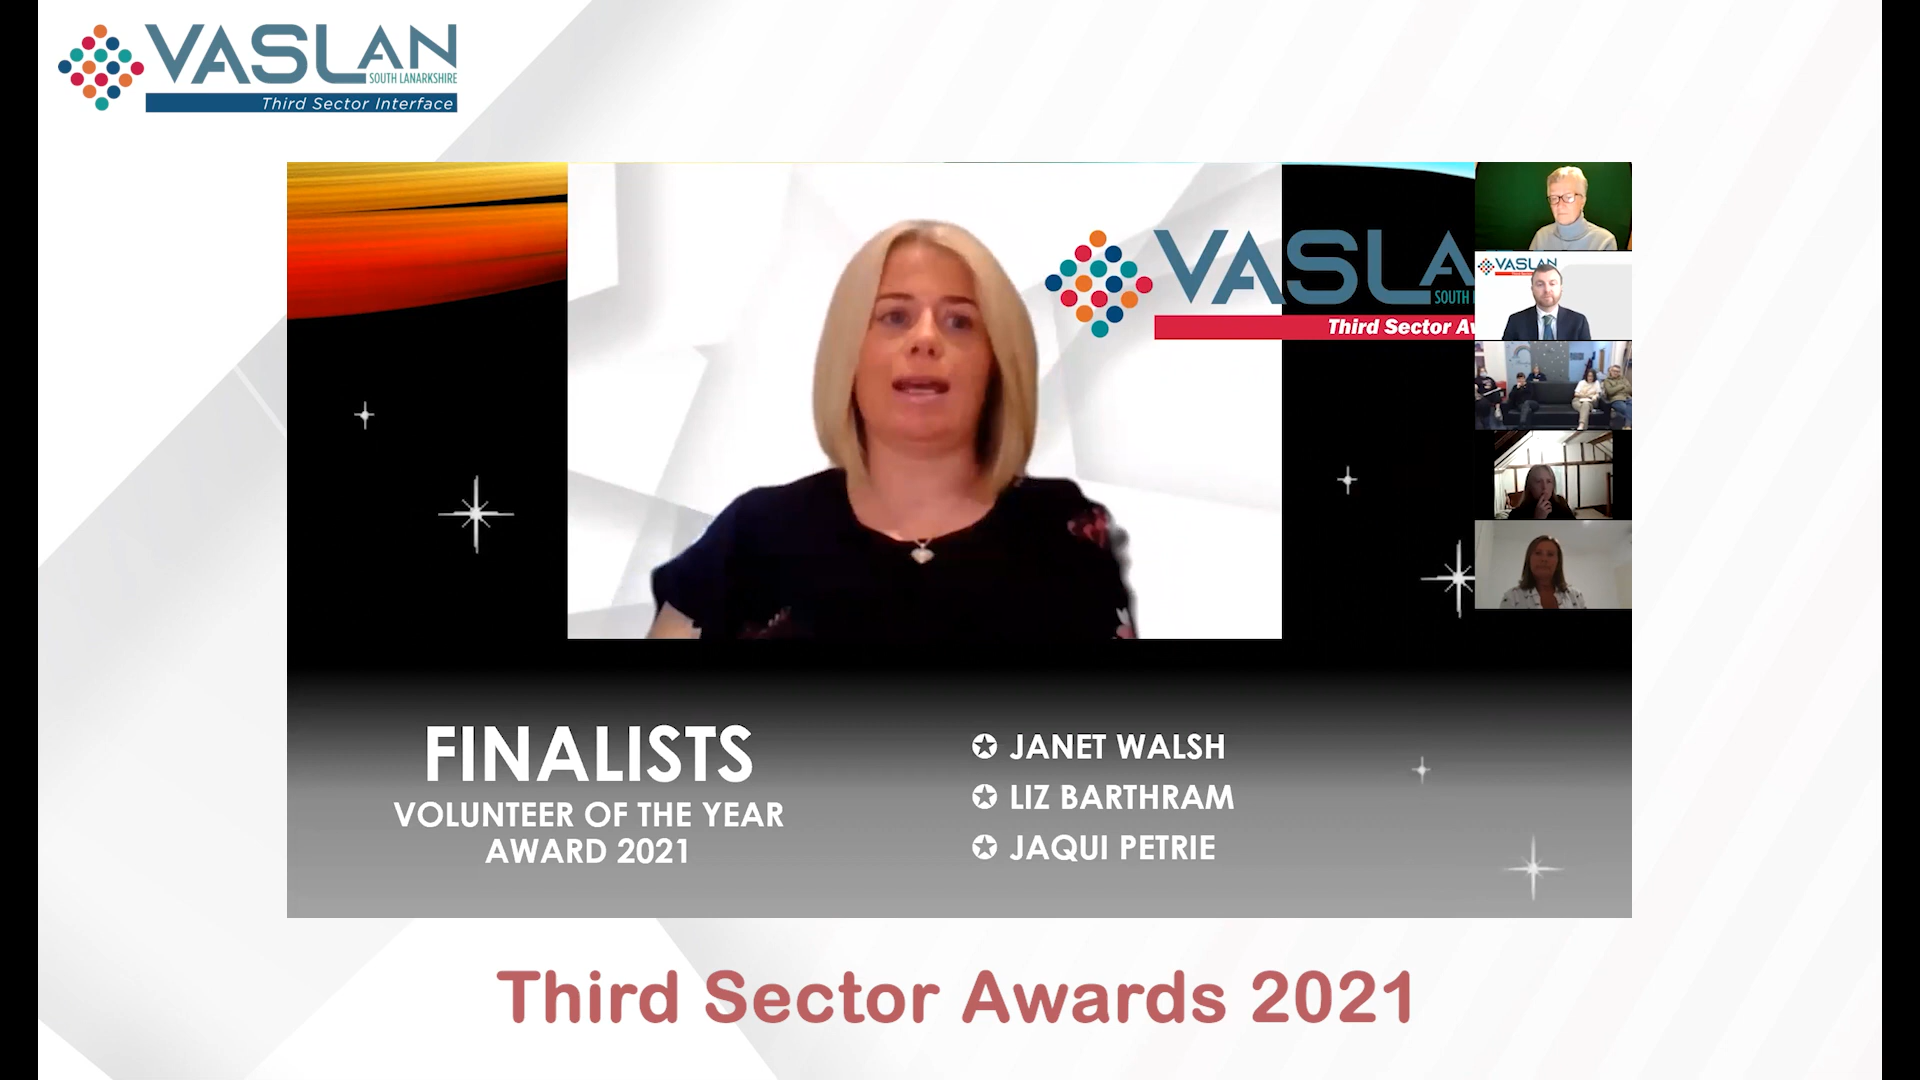 VASLAN
SOUTH LANARKSHIRE
Third Sector Interface
VASLA
SOUTH
Third Sector Aw
VASLAN
FINALISTS
VOLUNTEER OF THE YEAR
AWARD 2021
JANET WALSH
LIZ BARTHRAM
JAQUI PETRIE
Third Sector Awards 2021